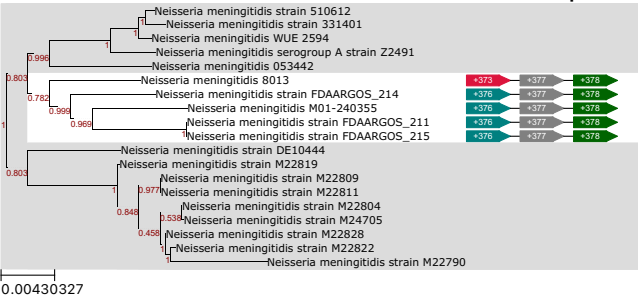 Neisseria meningitidis strain 510612
Neisseria meningitidis strain 331401
1
Neisseria meningitidis WUE 2594
1
Neisseria meningitidis serogroup A strain Z2491
0.996
Neisseria meningitidis 053442
0.803
Neisseria meningitidis 8013 +373 +377 +378
0.782
Neisseria meningitidis strain FDAARGOS_214 +376 +377 +378
0.999
Neisseria meningitidis M01-240355 +376 +377 +378
0.969
Neisseria meningitidis strain FDAARGOS_211 +376 +377 +378
1
1
Neisseria meningitidis strain FDAARGOS_215 +376 +377 +378
Neisseria meningitidis strain DE10444
Neisseria meningitidis strain M22819
0.803
Neisseria meningitidis strain M22809
1
0.977
Neisseria meningitidis strain M22811
Neisseria meningitidis strain M22804
0.848
0.538
Neisseria meningitidis strain M24705
0.458
Neisseria meningitidis strain M22828
1
Neisseria meningitidis strain M22822
1
Neisseria meningitidis strain M22790
0.00430327